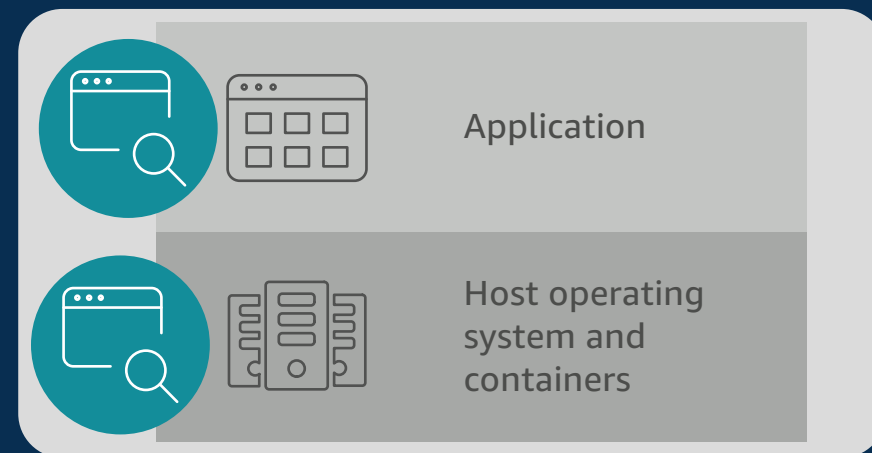 Application
Host operating
system and
containers